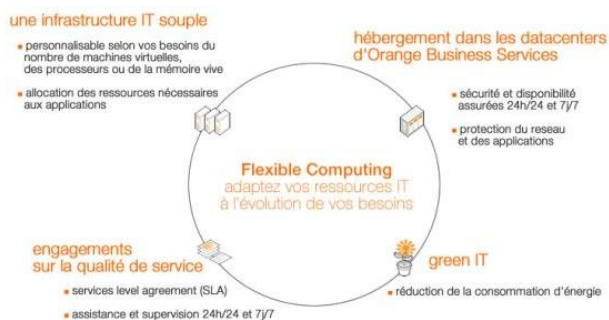 une infrastructure IT souple
personnalisable selon vos besoins du
nombre de machines virtuelles,
des processeurs ou de la mémoire vive
allocation des ressources nécessaires
aux applications
hébergement dans les datacenters
d'Orange Business Services
sécurité et disponibilité
assurées 24h/24 et 7j/7
protection du reseau
et des applications
Flexible Computing
adaptez vos ressources IT
à l'évolution de vos besoins
engagements
sur la qualité de service
services level agreement (SLA)
assistance et supervision 24h/24 et 7j/7
green IT
réduction de la consommation d'énergie